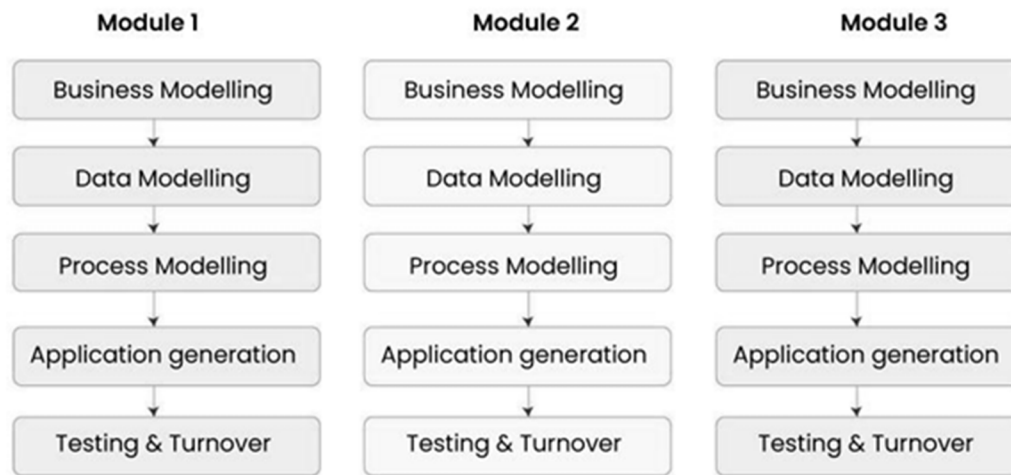 Module 1
Business Modelling
Data Modelling
Process Modelling
Application generation
Testing & Turnover
Module 2
Business Modelling
Data Modelling
Process Modelling
Application generation
Testing & Turnover
Module 3
Business Modelling
Data Modelling
Process Modelling
Application generation
Testing & Turnover